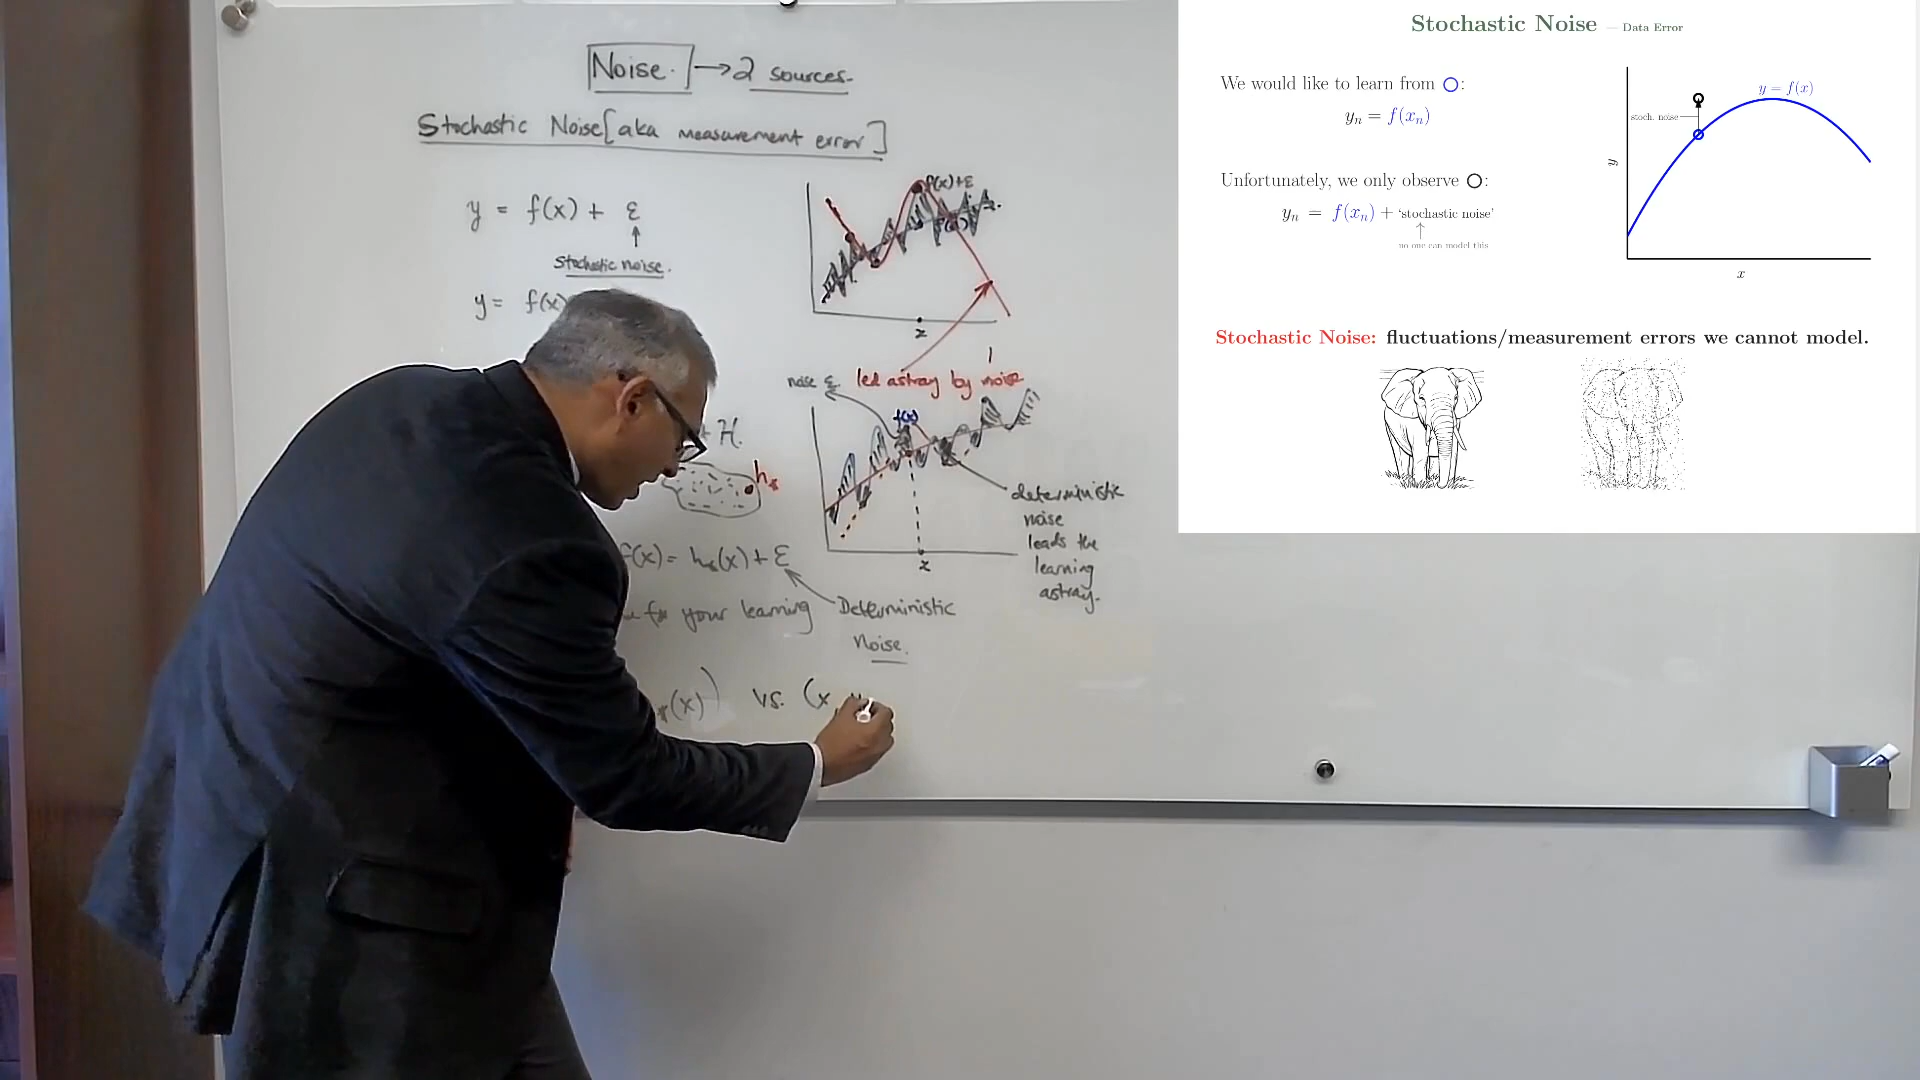 Noise. → 2 sources.
Stochastic Noise [aka measurement error]
y = f(x) + ε
↑
Stochastic noise.
y = f(x)
f(x)+ε
x
led astray by noise
noise ε.
f(x)
H.
h*
deterministic
noise
leads the
learning
astray.
x
f(x) = h*(x) + ε
for your learning
Deterministic
Noise.
*(x)) vs. (x,
Stochastic Noise — Data Error
We would like to learn from ○:
yₙ = f(xₙ)
Unfortunately, we only observe ○:
yₙ = f(xₙ) + ‘stochastic noise’
↑
no one can model this
y = f(x)
stoch. noise
y
x
Stochastic Noise: fluctuations/measurement errors we cannot model.